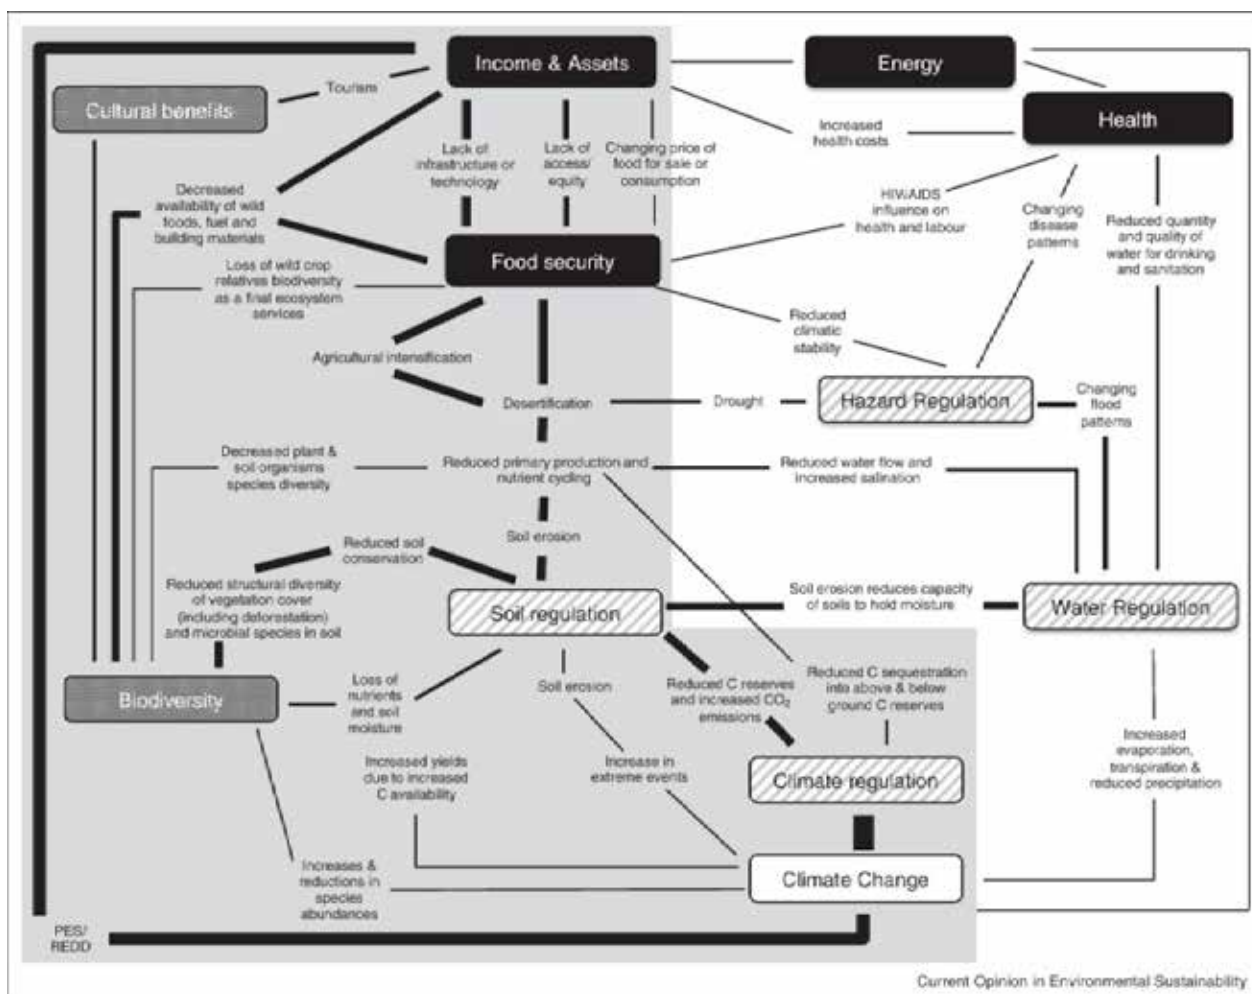 Income & Assets
Energy
Cultural benefits
Tourism
Health
Increased
health costs
Lack of
infrastructure or
technology
Lack of
access/
equity
Changing price of
food for sale or
consumption
Decreased
availability of wild
foods, fuel and
building materials
HIV/AIDS
influence on
health and labour
Changing
disease
patterns
Reduced quantity
and quality of
water for drinking
and sanitation
Food security
Loss of wild crop
relatives biodiversity
as a final ecosystem
services
Reduced
climatic
stability
Agricultural intensification
Desertification
Drought
Hazard Regulation
Changing
flood
patterns
Decreased plant &
soil organisms
species diversity
Reduced primary production and
nutrient cycling
Reduced water flow and
increased salination
Soil erosion
Reduced soil
conservation
Reduced structural diversity
of vegetation cover
(including deforestation)
and microbial species in soil
Soil regulation
Soil erosion reduces capacity
of soils to hold moisture
Water Regulation
Biodiversity
Loss of
nutrients
and soil
moisture
Soil erosion
Reduced C reserves
and increased CO₂
emissions
Reduced C sequestration
into above & below
ground C reserves
Increased yields
due to increased
C availability
Increase in
extreme events
Climate regulation
Increased
evaporation,
transpiration &
reduced precipitation
Increases &
reductions in
species
abundances
Climate Change
PES/
REDD
Current Opinion in Environmental Sustainability